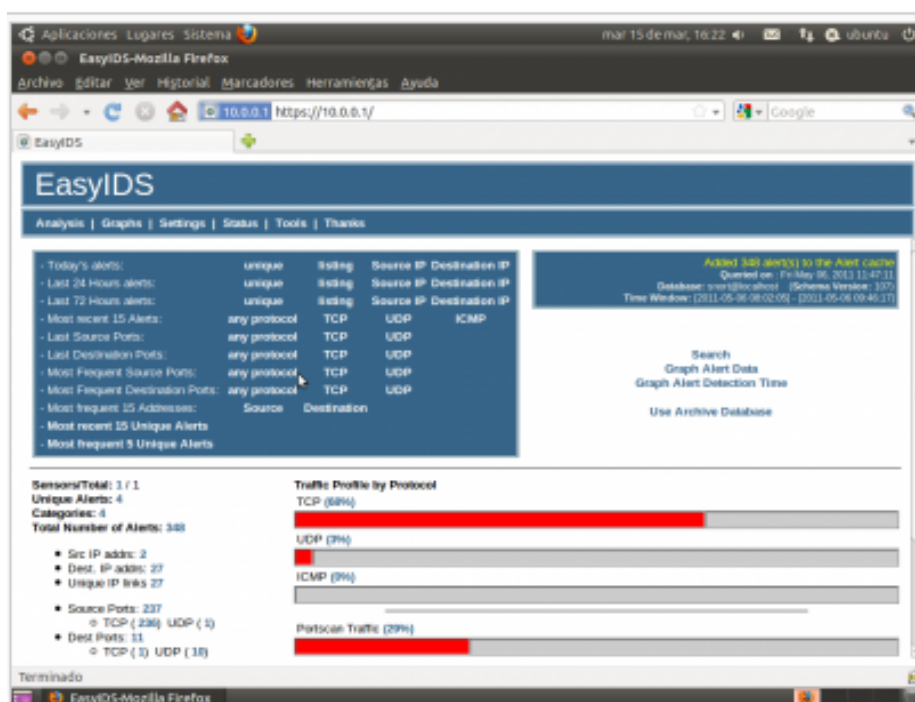 Aplicaciones Lugares Sistema mar 15 de mar, 16:22 ubuntu
EasyIDS-Mozilla Firefox
Archivo Editar Ver Historial Marcadores Herramientas Ayuda
10.0.0.1 https://10.0.0.1/ Google
EasyIDS
EasyIDS
Analysis | Graphs | Settings | Status | Tools | Thanks
- Today's alerts: unique listing Source IP Destination IP
- Last 24 Hours alerts: unique listing Source IP Destination IP
- Last 72 Hours alerts: unique listing Source IP Destination IP
- Most recent 15 Alerts: any protocol TCP UDP ICMP
- Last Source Ports: any protocol TCP UDP
- Last Destination Ports: any protocol TCP UDP
- Most Frequent Source Ports: any protocol TCP UDP
- Most Frequent Destination Ports: any protocol TCP UDP
- Most frequent 15 Addresses: Source Destination
- Most recent 15 Unique Alerts
- Most frequent 5 Unique Alerts
Added 348 alert(s) to the Alert cache
Queried on : Fri May 06, 2011 11:47:11
Database: snort@localhost (Schema Version: 107)
Time Window: [2011-05-06 08:02:05] - [2011-05-06 09:46:17]
Search
Graph Alert Data
Graph Alert Detection Time
Use Archive Database
Sensors/Total: 1 / 1
Unique Alerts: 4
Categories: 4
Total Number of Alerts: 348
• Src IP addrs: 2
• Dest. IP addrs: 27
• Unique IP links 27
• Source Ports: 237
○ TCP ( 236) UDP ( 1)
• Dest Ports: 11
○ TCP ( 1) UDP ( 10)
Traffic Profile by Protocol
TCP (68%)
UDP (3%)
ICMP (0%)
Portscan Traffic (29%)
Terminado
EasyIDS-Mozilla Firefox